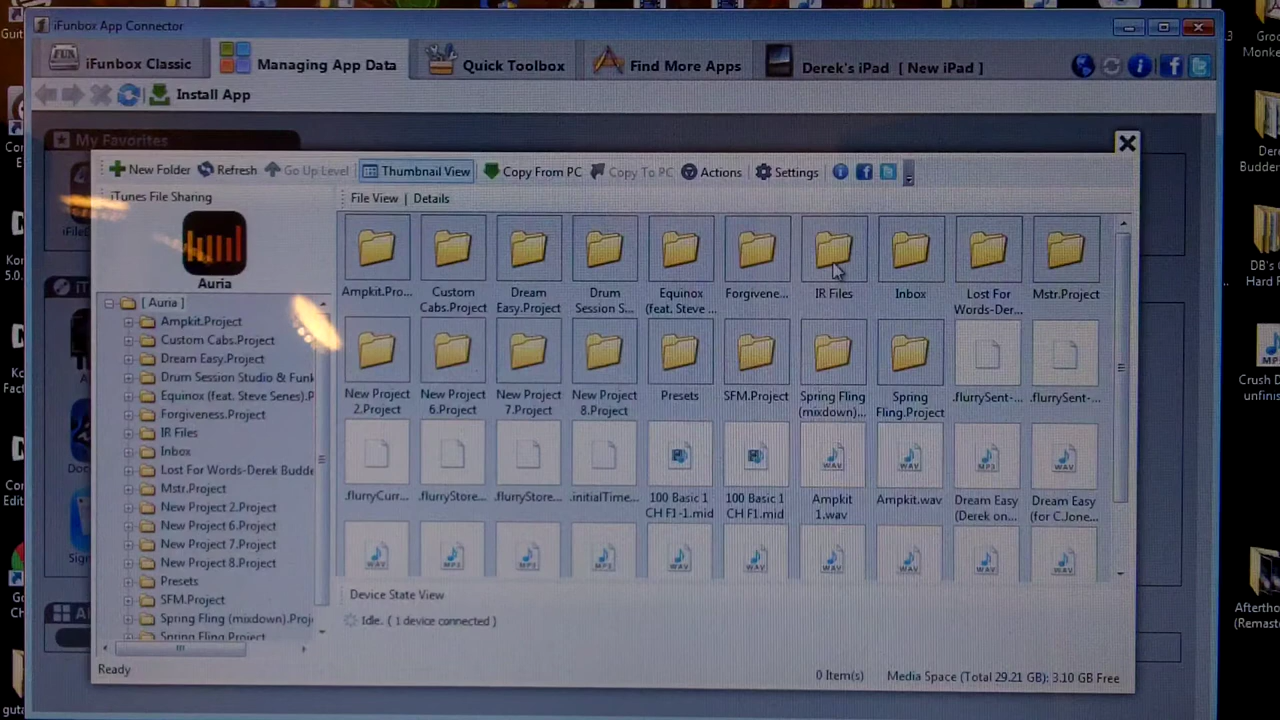 iFunbox App Connector
iFunbox Classic
Managing App Data
Quick Toolbox
Find More Apps
Derek's iPad [ New iPad ]
Install App
My Favorites
New Folder
Refresh
Go Up Level
Thumbnail View
Copy From PC
Copy To PC
Actions
Settings
iTunes File Sharing
File View | Details
Auria
[ Auria ]
Ampkit.Project
Custom Cabs.Project
Dream Easy.Project
Drum Session Studio & Funk
Equinox (feat. Steve Senes).P
Forgiveness.Project
IR Files
Inbox
Lost For Words-Derek Budde
Mstr.Project
New Project 2.Project
New Project 6.Project
New Project 7.Project
New Project 8.Project
Presets
SFM.Project
Spring Fling (mixdown).Proj
Spring Fling.Project
Ampkit.Pro...
Custom
Cabs.Project
Dream
Easy.Project
Drum
Session S...
Equinox
(feat. Steve ...
Forgivene...
IR Files
Inbox
Lost For
Words-Der...
Mstr.Project
New Project
2.Project
New Project
6.Project
New Project
7.Project
New Project
8.Project
Presets
SFM.Project
Spring Fling
(mixdown)...
Spring
Fling.Project
.flurrySent-...
.flurrySent-...
.flurryCurr...
.flurryStore...
.flurryStore...
.initialTime...
100 Basic 1
CH F1-1.mid
100 Basic 1
CH F1.mid
Ampkit
1.wav
Ampkit.wav
Dream Easy
(Derek on...
Dream Easy
(for C.Jone...
Device State View
Idle. ( 1 device connected )
Ready
0 Item(s)
Media Space (Total 29.21 GB): 3.10 GB Free
Crush D
unfinis
Aftertho
(Remaste